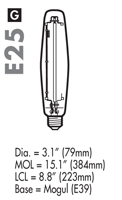 G
E25
Dia. = 3.1" (79mm)
MOL = 15.1" (384mm)
LCL = 8.8" (223mm)
Base = Mogul (E39)